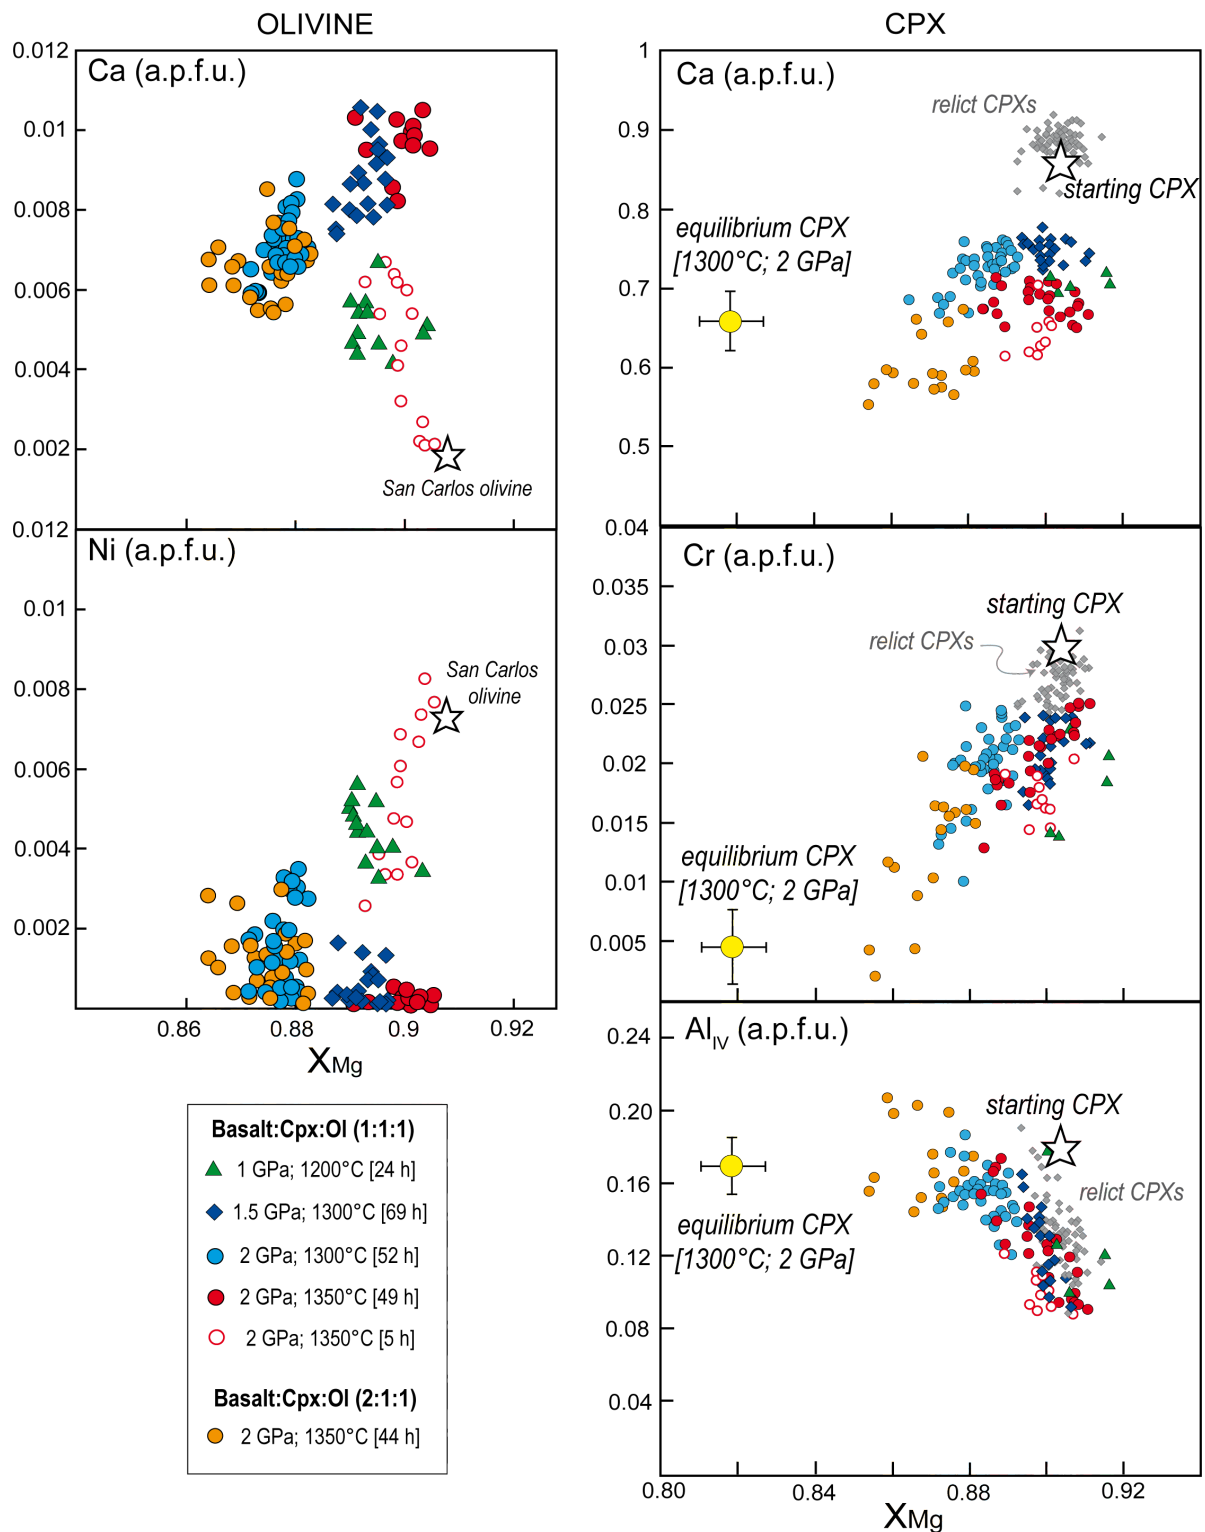 OLIVINE
0.012
Ca (a.p.f.u.)
0.01
0.008
0.006
0.004
0.002
San Carlos olivine
0.012
Ni (a.p.f.u.)
0.01
San Carlos
olivine
0.008
0.006
0.004
0.002
0.86
0.88
0.9
0.92
XMg
Basalt:Cpx:Ol (1:1:1)
1 GPa; 1200°C [24 h]
1.5 GPa; 1300°C [69 h]
2 GPa; 1300°C [52 h]
2 GPa; 1350°C [49 h]
2 GPa; 1350°C [5 h]
Basalt:Cpx:Ol (2:1:1)
2 GPa; 1350°C [44 h]
CPX
1
Ca (a.p.f.u.)
relict CPXs
0.9
starting CPX
0.8
equilibrium CPX
[1300°C; 2 GPa]
0.7
0.6
0.5
0.04
Cr (a.p.f.u.)
0.035
starting CPX
relict CPXs
0.03
0.025
0.02
0.015
equilibrium CPX
[1300°C; 2 GPa]
0.01
0.005
AlIV (a.p.f.u.)
0.24
starting CPX
0.20
0.16
relict CPXs
equilibrium CPX
[1300°C; 2 GPa]
0.12
0.08
0.04
0.80
0.84
0.88
0.92
XMg